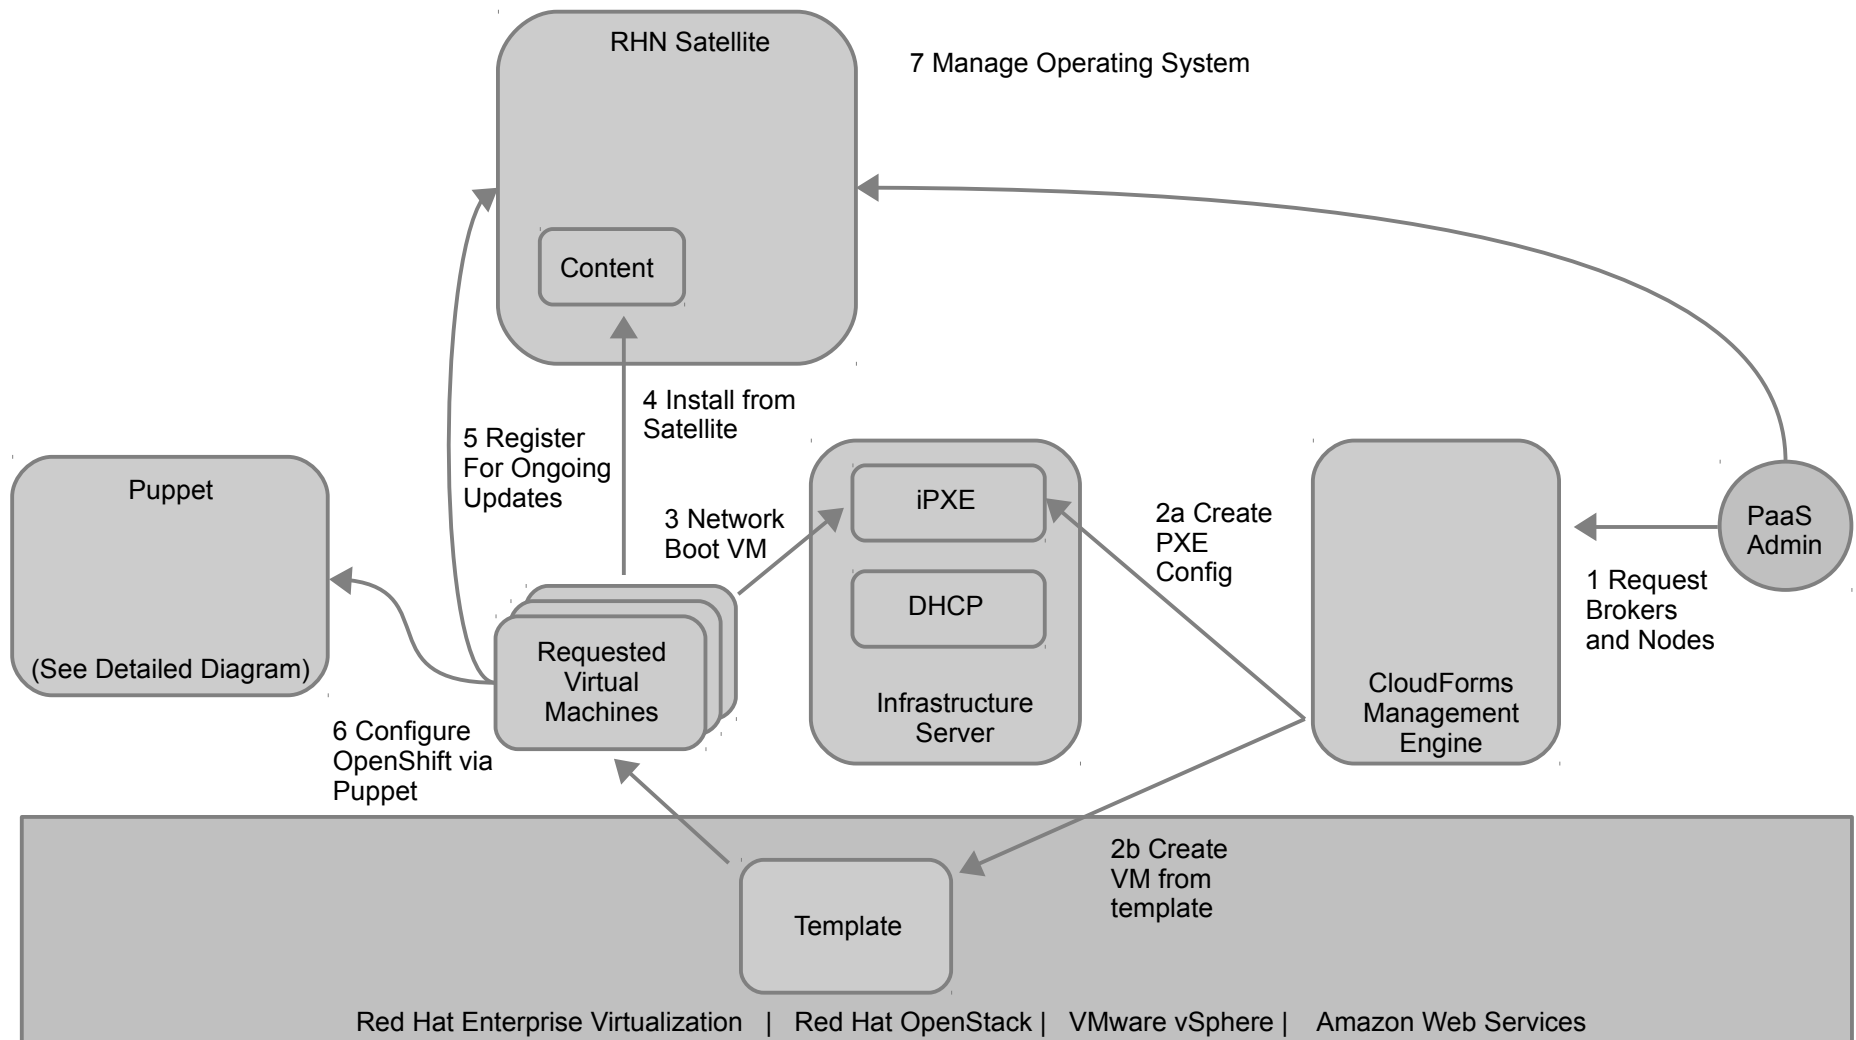 RHN Satellite
7 Manage Operating System
Content
4 Install from
Satellite
5 Register
For Ongoing
Updates
Puppet
(See Detailed Diagram)
3 Network
Boot VM
iPXE
DHCP
Infrastructure
Server
2a Create
PXE
Config
CloudForms
Management
Engine
PaaS
Admin
1 Request
Brokers
and Nodes
Requested
Virtual
Machines
6 Configure
OpenShift via
Puppet
2b Create
VM from
template
Template
Red Hat Enterprise Virtualization | Red Hat OpenStack | VMware vSphere | Amazon Web Services